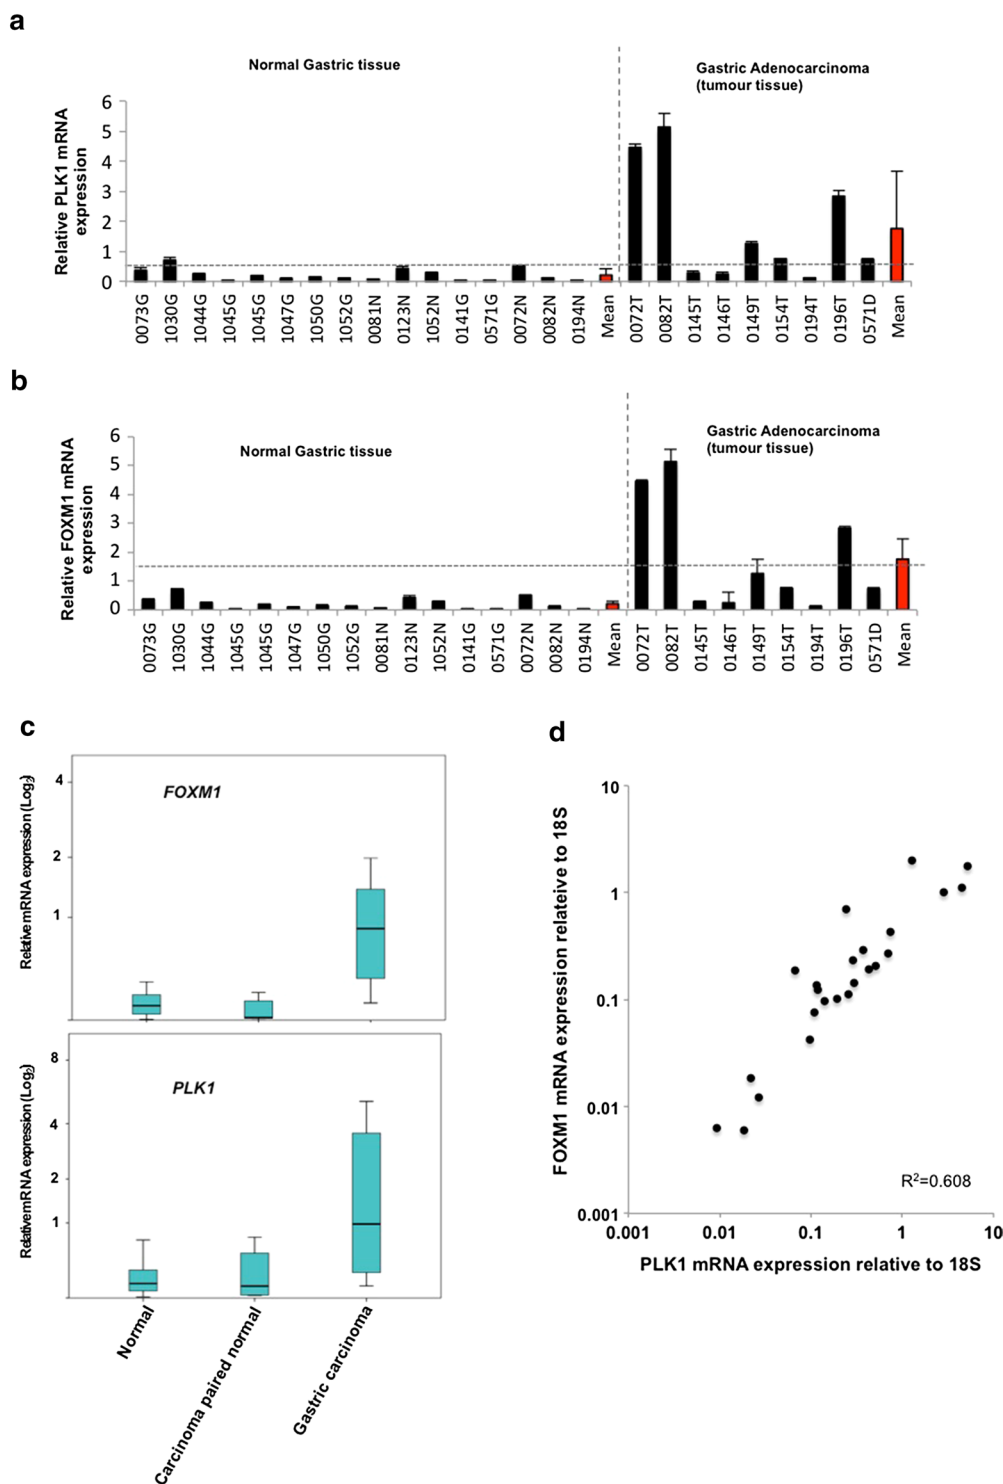 a
Normal Gastric tissue
Gastric Adenocarcinoma
(tumour tissue)
Relative PLK1 mRNA
expression
6
5
4
3
2
1
0
0073G 1030G 1044G 1045G 1045G 1047G 1050G 1052G 0081N 0123N 1052N 0141G 0571G 0072N 0082N 0194N Mean 0072T 0082T 0145T 0146T 0149T 0154T 0194T 0196T 0571D Mean
b
Normal Gastric tissue
Gastric Adenocarcinoma
(tumour tissue)
Relative FOXM1 mRNA
expression
6
5
4
3
2
1
0
0073G 1030G 1044G 1045G 1045G 1047G 1050G 1052G 0081N 0123N 1052N 0141G 0571G 0072N 0082N 0194N Mean 0072T 0082T 0145T 0146T 0149T 0154T 0194T 0196T 0571D Mean
c
FOXM1
Relative mRNA expression (Log2)
4
2
1
PLK1
Relative mRNA expression (Log2)
8
4
2
1
Normal
Carcinoma paired normal
Gastric carcinoma
d
FOXM1 mRNA expression relateive to 18S
10
1
0.1
0.01
0.001
R²=0.608
0.001 0.01 0.1 1 10
PLK1 mRNA expression relative to 18S